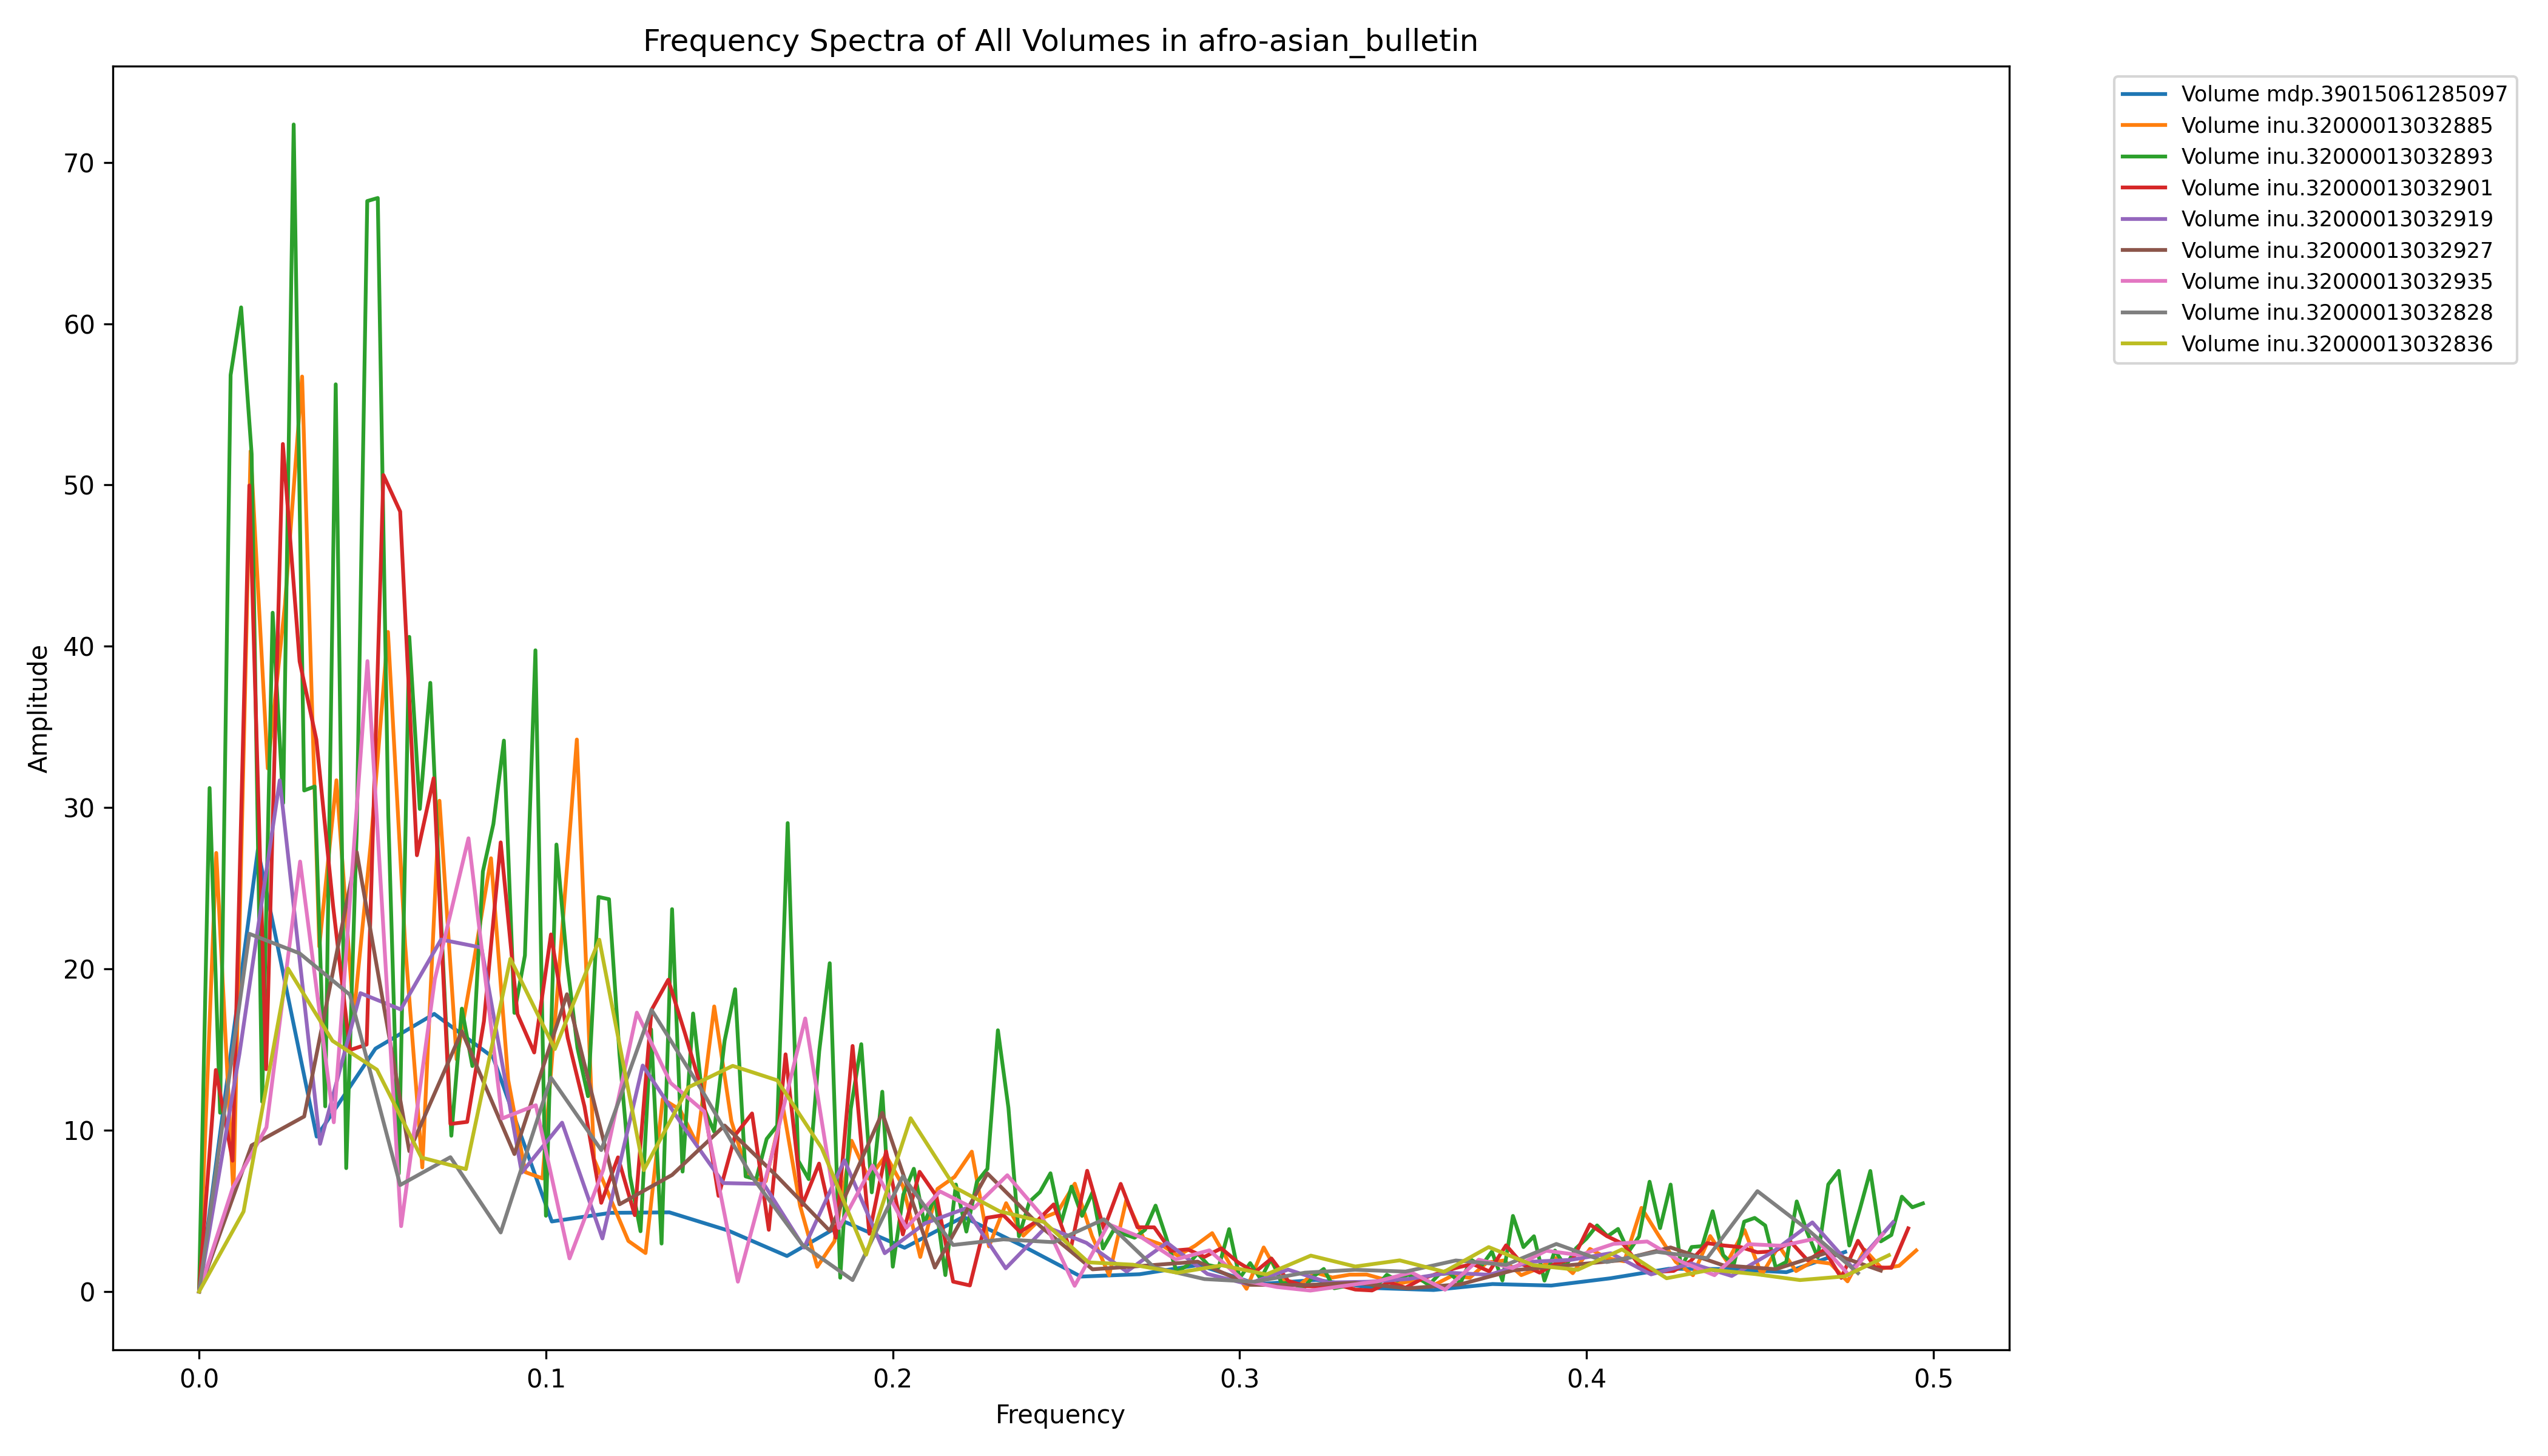 Frequency Spectra of All Volumes in afro-asian_bulletin
Volume mdp.39015061285097
Volume inu.32000013032885
Volume inu.32000013032893
Volume inu.32000013032901
Volume inu.32000013032919
Volume inu.32000013032927
Volume inu.32000013032935
Volume inu.32000013032828
Volume inu.32000013032836
Amplitude
70
60
50
40
30
20
10
0
0.0 0.1 0.2 0.3 0.4 0.5
Frequency